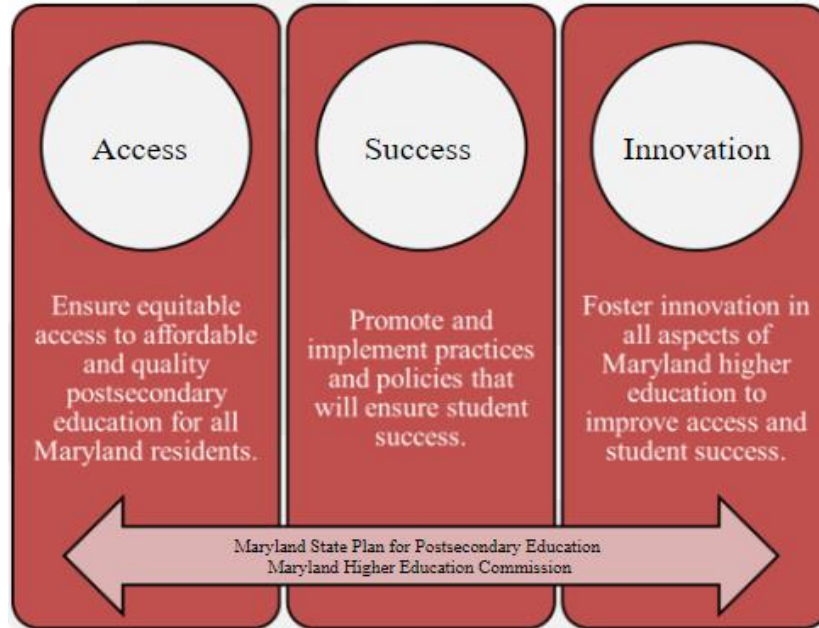 Access
Ensure equitable
access to affordable
and quality
postsecondary
education for all
Maryland residents.
Success
Promote and
implement practices
and policies that
will ensure student
success.
Innovation
Foster innovation in
all aspects of
Maryland higher
education to
improve access and
student success.
Maryland State Plan for Postsecondary Education
Maryland Higher Education Commission